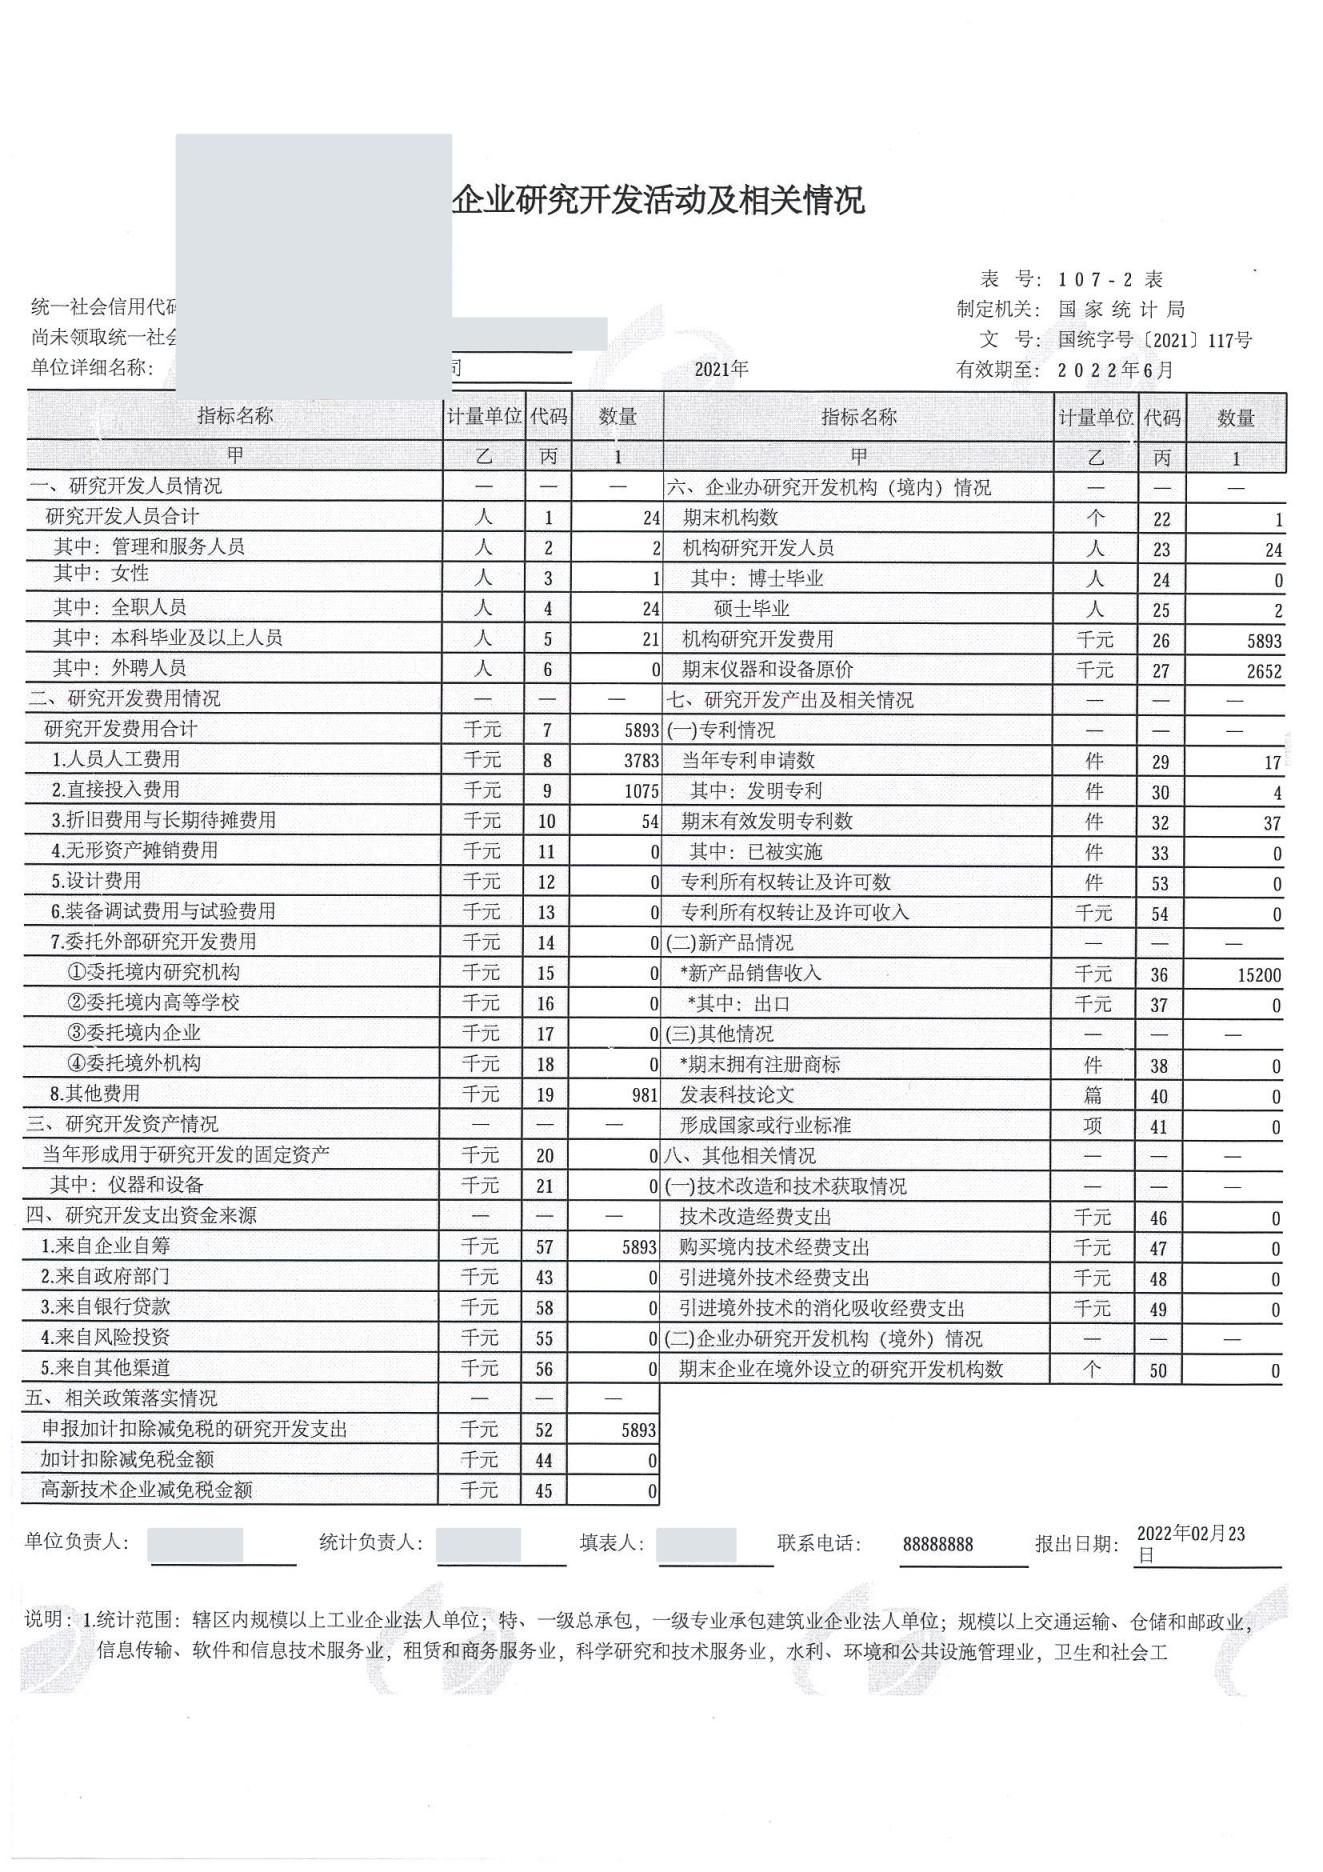 企业研究开发活动及相关情况
表 号: 107-2 表
统一社会信用代码
制定机关: 国家统计局
尚未领取统一社会
文 号: 国统字号〔2021〕117号
单位详细名称: 司 2021年 有效期至: 2022年6月
指标名称 计量单位 代码 数量 指标名称 计量单位 代码 数量
甲 乙 丙 1 甲 乙 丙 1
一、研究开发人员情况 — — — 六、企业办研究开发机构（境内）情况 — — —
研究开发人员合计 人 1 24 期末机构数 个 22 1
其中: 管理和服务人员 人 2 2 机构研究开发人员 人 23 24
其中: 女性 人 3 1 其中: 博士毕业 人 24 0
其中: 全职人员 人 4 24 硕士毕业 人 25 2
其中: 本科毕业及以上人员 人 5 21 机构研究开发费用 千元 26 5893
其中: 外聘人员 人 6 0 期末仪器和设备原价 千元 27 2652
二、研究开发费用情况 — — — 七、研究开发产出及相关情况 — — —
研究开发费用合计 千元 7 5893 (一)专利情况 — — —
1.人员人工费用 千元 8 3783 当年专利申请数 件 29 17
2.直接投入费用 千元 9 1075 其中: 发明专利 件 30 4
3.折旧费用与长期待摊费用 千元 10 54 期末有效发明专利数 件 32 37
4.无形资产摊销费用 千元 11 0 其中: 已被实施 件 33 0
5.设计费用 千元 12 0 专利所有权转让及许可数 件 53 0
6.装备调试费用与试验费用 千元 13 0 专利所有权转让及许可收入 千元 54 0
7.委托外部研究开发费用 千元 14 0 (二)新产品情况 — — —
①委托境内研究机构 千元 15 0 *新产品销售收入 千元 36 15200
②委托境内高等学校 千元 16 0 *其中: 出口 千元 37 0
③委托境内企业 千元 17 0 (三)其他情况 — — —
④委托境外机构 千元 18 0 *期末拥有注册商标 件 38 0
8.其他费用 千元 19 981 发表科技论文 篇 40 0
三、研究开发资产情况 — — — 形成国家或行业标准 项 41 0
当年形成用于研究开发的固定资产 千元 20 0 八、其他相关情况 — — —
其中: 仪器和设备 千元 21 0 (一)技术改造和技术获取情况 — — —
四、研究开发支出资金来源 — — — 技术改造经费支出 千元 46 0
1.来自企业自筹 千元 57 5893 购买境内技术经费支出 千元 47 0
2.来自政府部门 千元 43 0 引进境外技术经费支出 千元 48 0
3.来自银行贷款 千元 58 0 引进境外技术的消化吸收经费支出 千元 49 0
4.来自风险投资 千元 55 0 (二)企业办研究开发机构（境外）情况 — — —
5.来自其他渠道 千元 56 0 期末企业在境外设立的研究开发机构数 个 50 0
五、相关政策落实情况 — — —
申报加计扣除减免税的研究开发支出 千元 52 5893
加计扣除减免税金额 千元 44 0
高新技术企业减免税金额 千元 45 0
单位负责人: 统计负责人: 填表人: 联系电话: 88888888 报出日期: 2022年02月23
日
说明: 1.统计范围: 辖区内规模以上工业企业法人单位; 特、一级总承包, 一级专业承包建筑业企业法人单位; 规模以上交通运输、仓储和邮政业,
信息传输、软件和信息技术服务业, 租赁和商务服务业, 科学研究和技术服务业, 水利、环境和公共设施管理业, 卫生和社会工